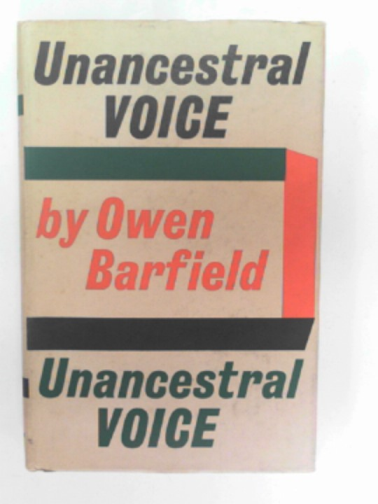 Unancestral
VOICE
by Owen
Barfield
Unancestral
VOICE